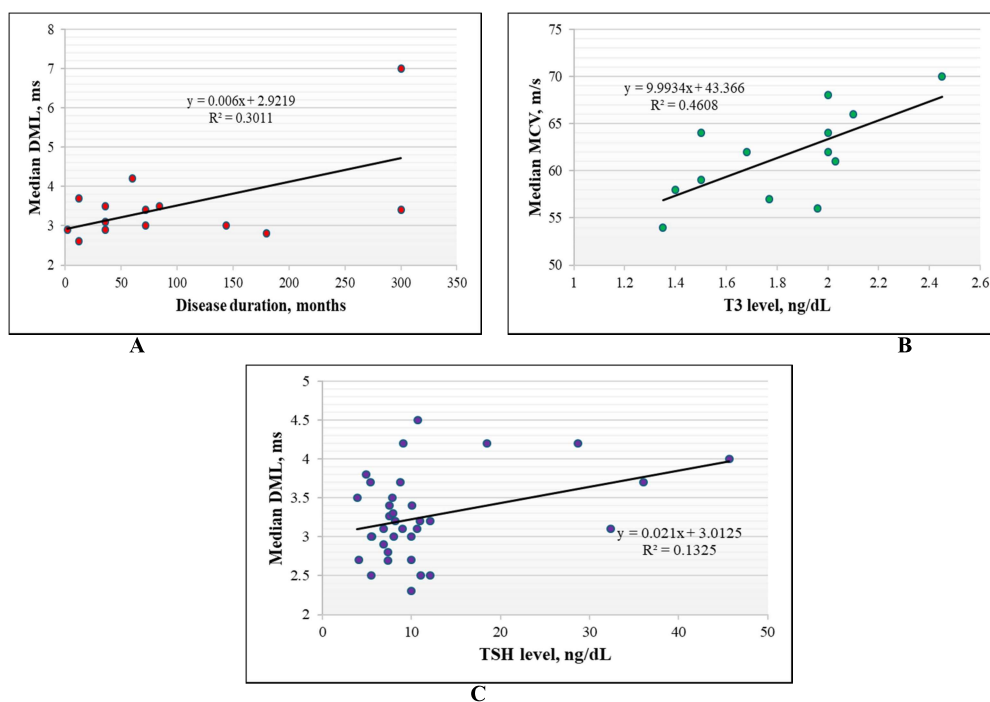 8
7
6
5
4
3
2
0
50
100
150
200
250
300
350
Median DML, ms
Disease duration, months
y = 0.006x + 2.9219
R² = 0.3011
A
75
70
65
60
55
50
1
1.2
1.4
1.6
1.8
2
2.2
2.4
2.6
Median MCV, m/s
T3 level, ng/dL
y = 9.9934x + 43.366
R² = 0.4608
B
5
4.5
4
3.5
3
2.5
2
0
10
20
30
40
50
Median DML, ms
TSH level, ng/dL
y = 0.021x + 3.0125
R² = 0.1325
C